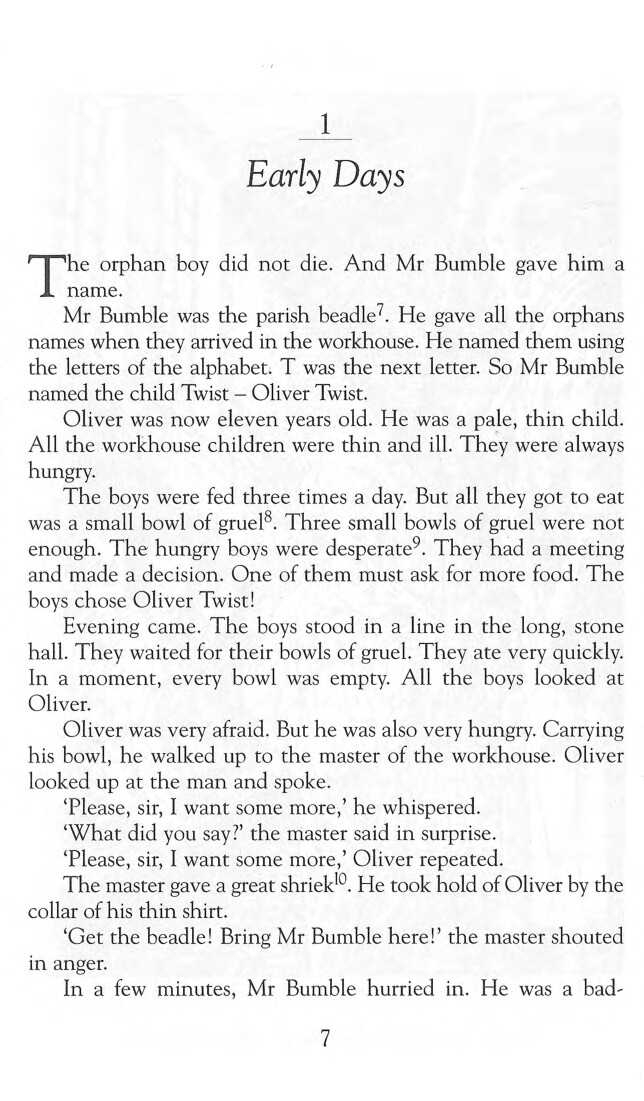 1
Early Days
The orphan boy did not die. And Mr Bumble gave him a
name.
Mr Bumble was the parish beadle7. He gave all the orphans
names when they arrived in the workhouse. He named them using
the letters of the alphabet. T was the next letter. So Mr Bumble
named the child Twist – Oliver Twist.
Oliver was now eleven years old. He was a pale, thin child.
All the workhouse children were thin and ill. They were always
hungry.
The boys were fed three times a day. But all they got to eat
was a small bowl of gruel8. Three small bowls of gruel were not
enough. The hungry boys were desperate9. They had a meeting
and made a decision. One of them must ask for more food. The
boys chose Oliver Twist!
Evening came. The boys stood in a line in the long, stone
hall. They waited for their bowls of gruel. They ate very quickly.
In a moment, every bowl was empty. All the boys looked at
Oliver.
Oliver was very afraid. But he was also very hungry. Carrying
his bowl, he walked up to the master of the workhouse. Oliver
looked up at the man and spoke.
‘Please, sir, I want some more,’ he whispered.
‘What did you say?’ the master said in surprise.
‘Please, sir, I want some more,’ Oliver repeated.
The master gave a great shriek10. He took hold of Oliver by the
collar of his thin shirt.
‘Get the beadle! Bring Mr Bumble here!’ the master shouted
in anger.
In a few minutes, Mr Bumble hurried in. He was a bad-
7